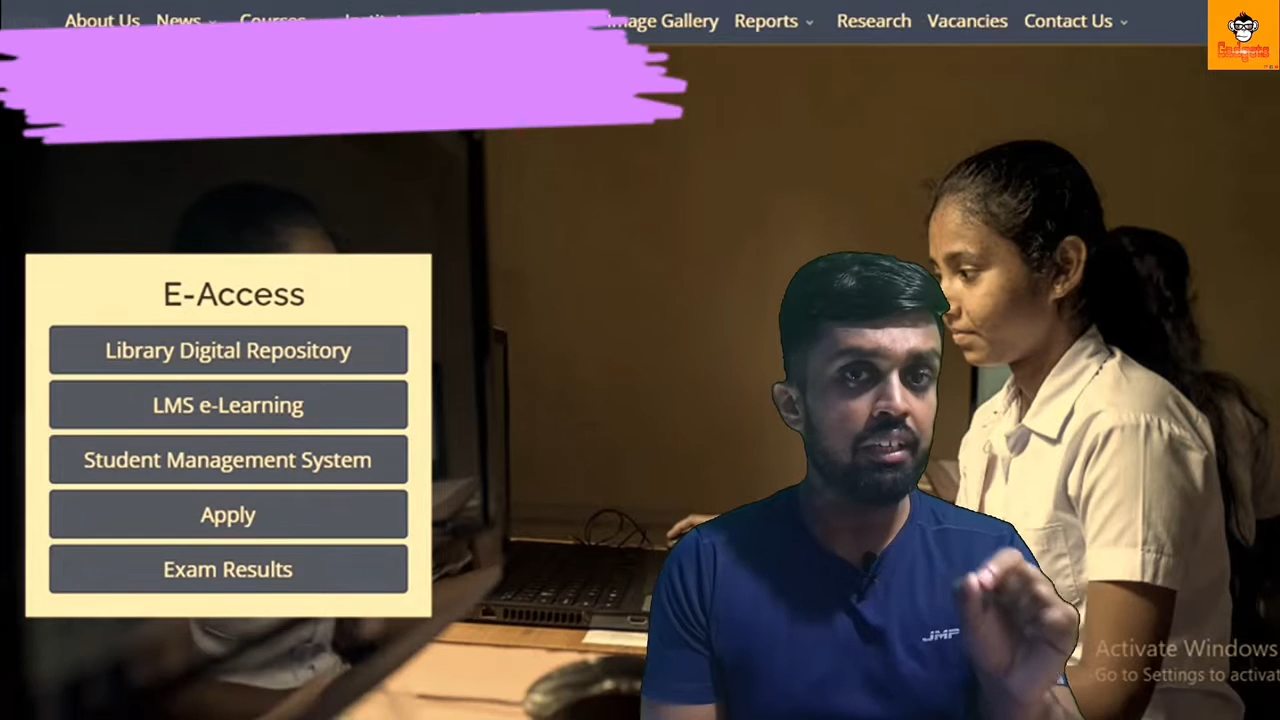 About Us News Image Gallery Reports Research Vacancies Contact Us
Gadgets
E-Access
Library Digital Repository
LMS e-Learning
Student Management System
Apply
Exam Results
JMP
Activate Windows
Go to Settings to activat